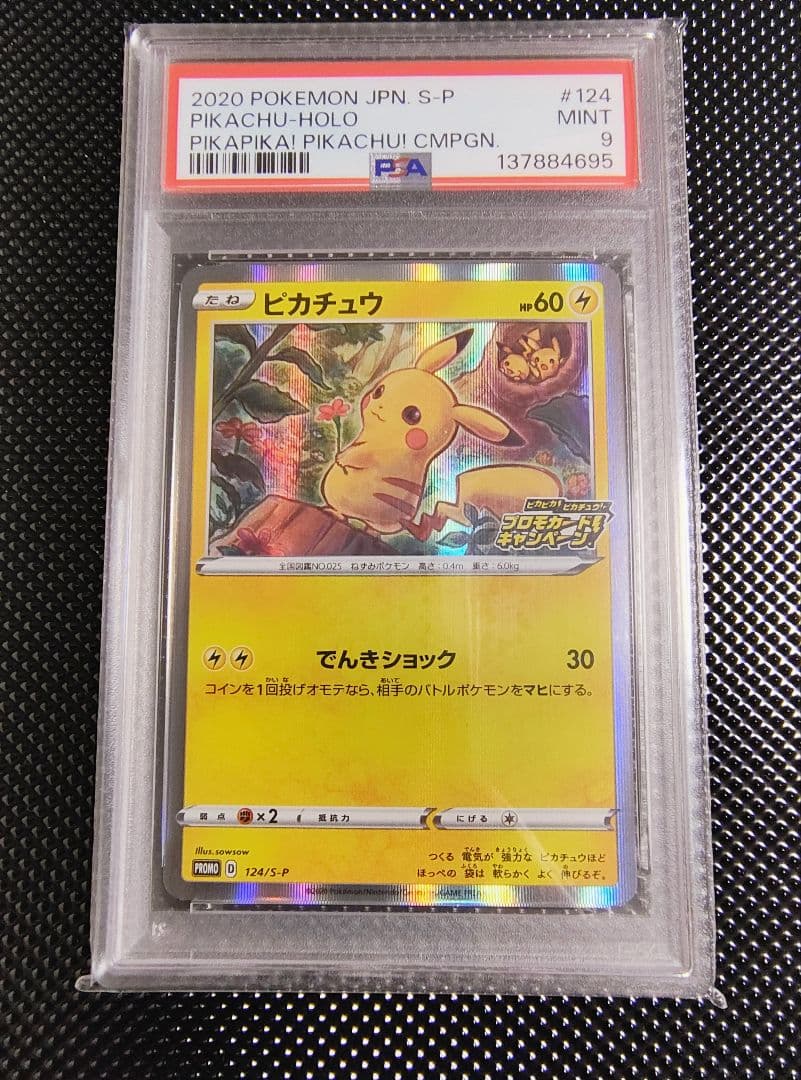 2020 POKEMON JPN. S-P #124
PIKACHU-HOLO MINT
PIKAPIKA! PIKACHU! CMPGN. 9
PSA 137884695
たね ピカチュウ HP60
ピカピカ! ピカチュウ!
プロモカード
キャンペーン!
全国図鑑NO.025 ねずみポケモン 高さ:0.4m 重さ:6.0kg
でんきショック 30
コインを1回投げオモテなら、相手のバトルポケモンをマヒにする。
弱点 ×2 抵抗力 にげる
Illus. sowsow
PROMO D 124/S-P
つくる 電気が 強力な ピカチュウほど
ほっぺの 袋は 軟らかく よく 伸びるぞ。
©2020 Pokémon/Nintendo